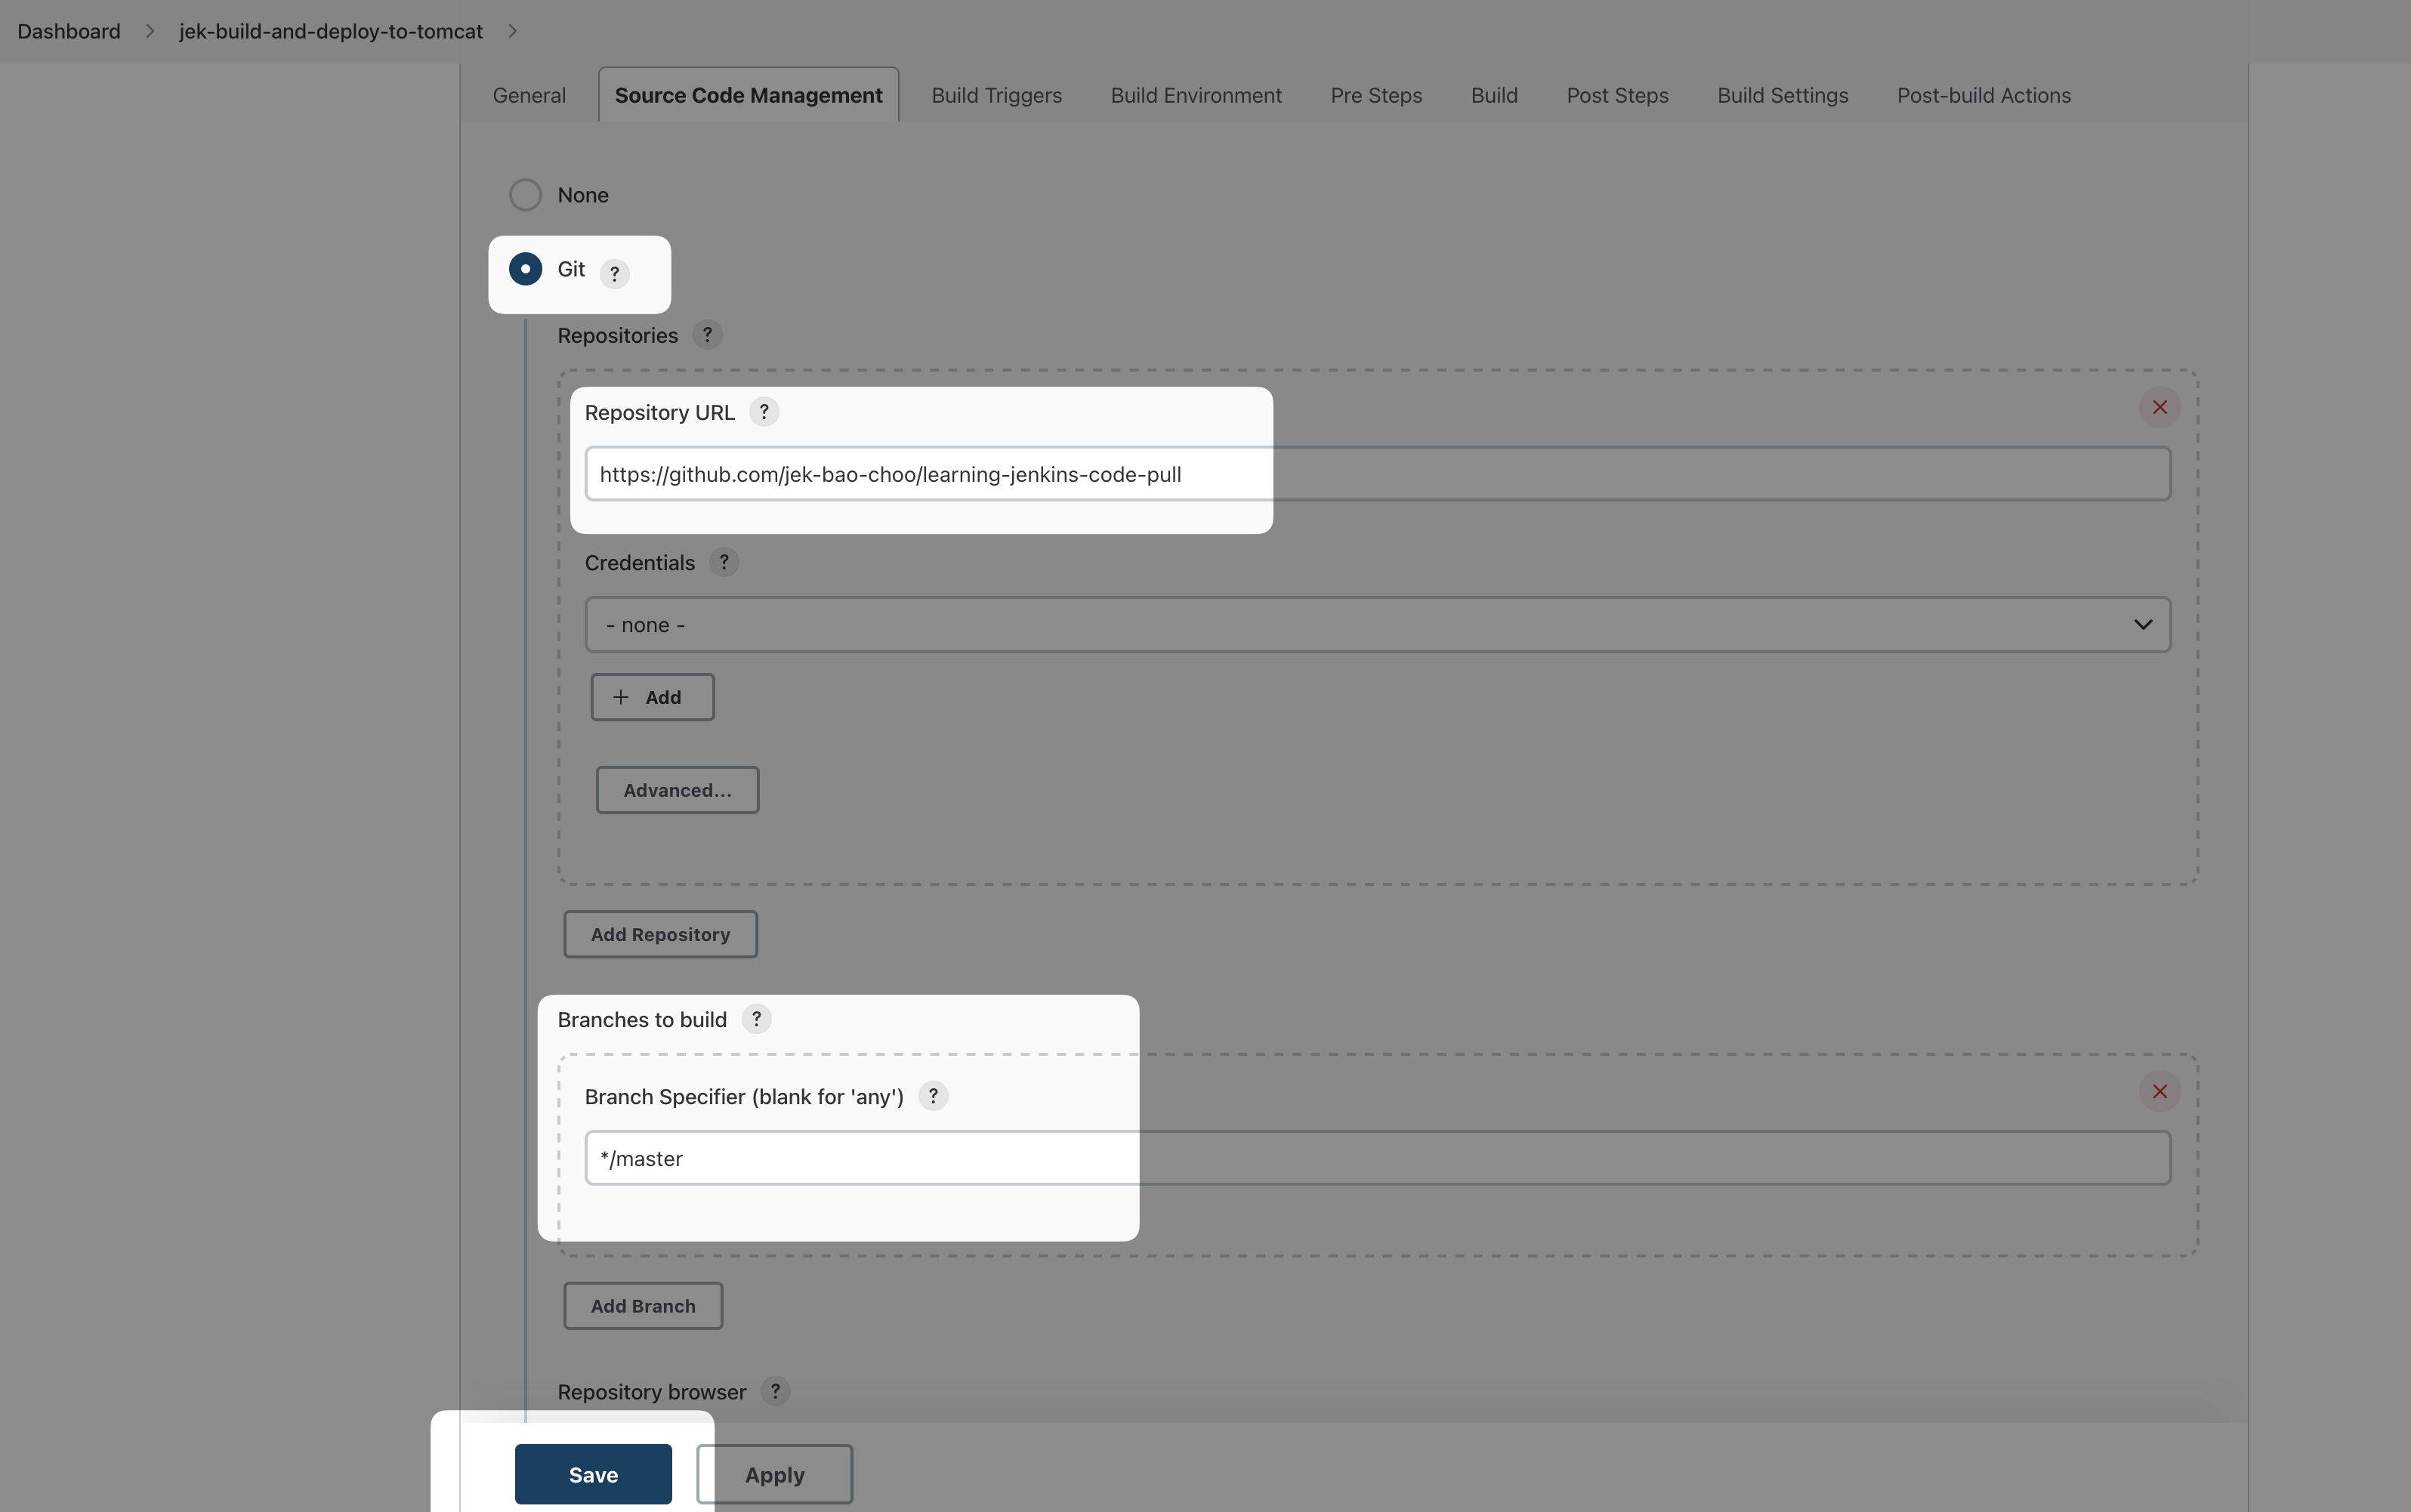 Dashboard > jek-build-and-deploy-to-tomcat >
General Source Code Management Build Triggers Build Environment Pre Steps Build Post Steps Build Settings Post-build Actions
None
Git ?
Repositories ?
Repository URL ?
https://github.com/jek-bao-choo/learning-jenkins-code-pull
Credentials ?
- none -
+ Add
Advanced...
Add Repository
Branches to build ?
Branch Specifier (blank for 'any') ?
*/master
Add Branch
Repository browser ?
Save Apply